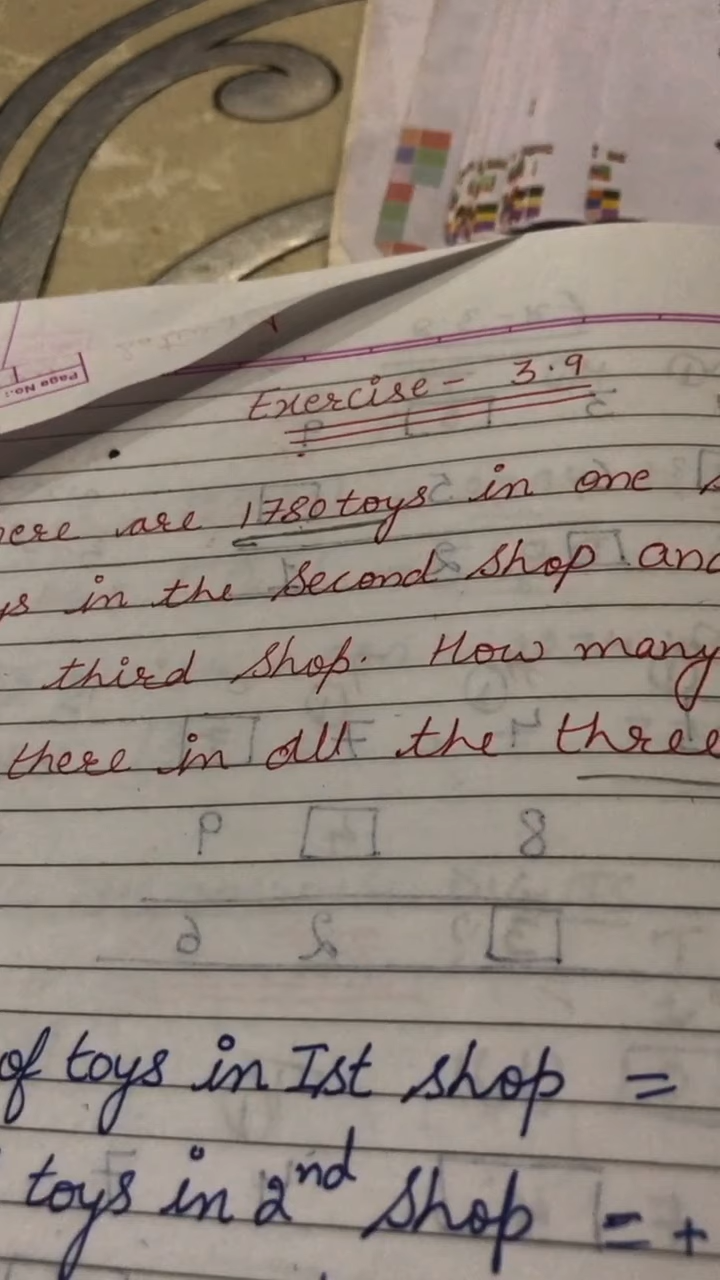 Page No.:
Exercise - 3.9
ere are 1780 toys in one s
ys in the second shop and
third shop. How many
there in all the three
of toys in Ist shop =
toys in 2nd shop = +